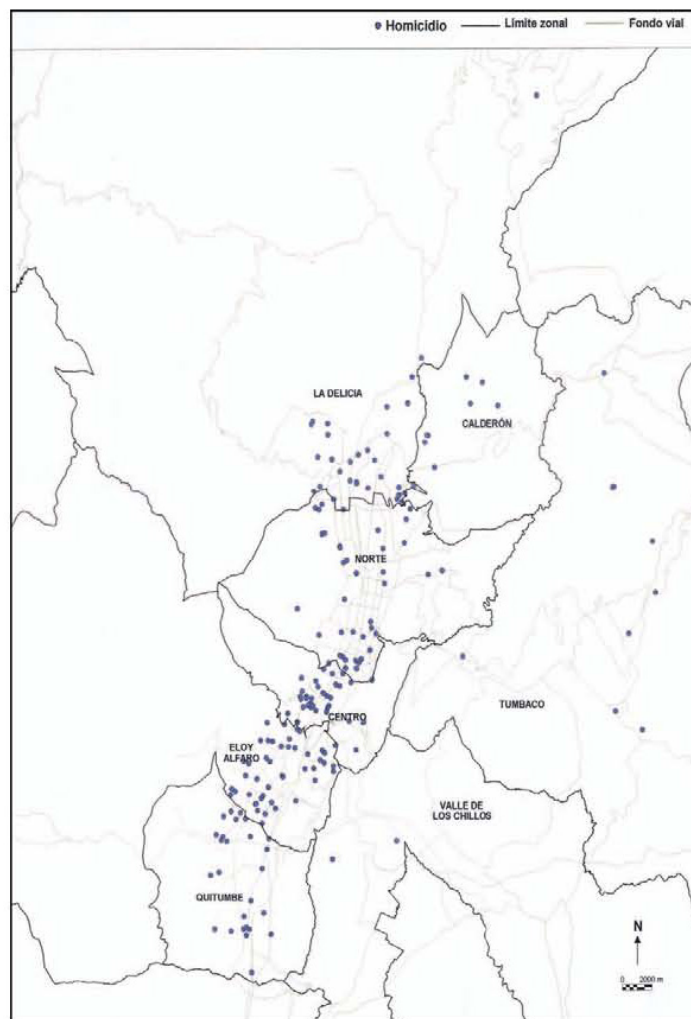 Homicidio Límite zonal Fondo vial
LA DELICIA
CALDERÓN
NORTE
TUMBACO
CENTRO
ELOY
ALFARO
VALLE DE
LOS CHILLOS
QUITUMBE
N
0 2000 m